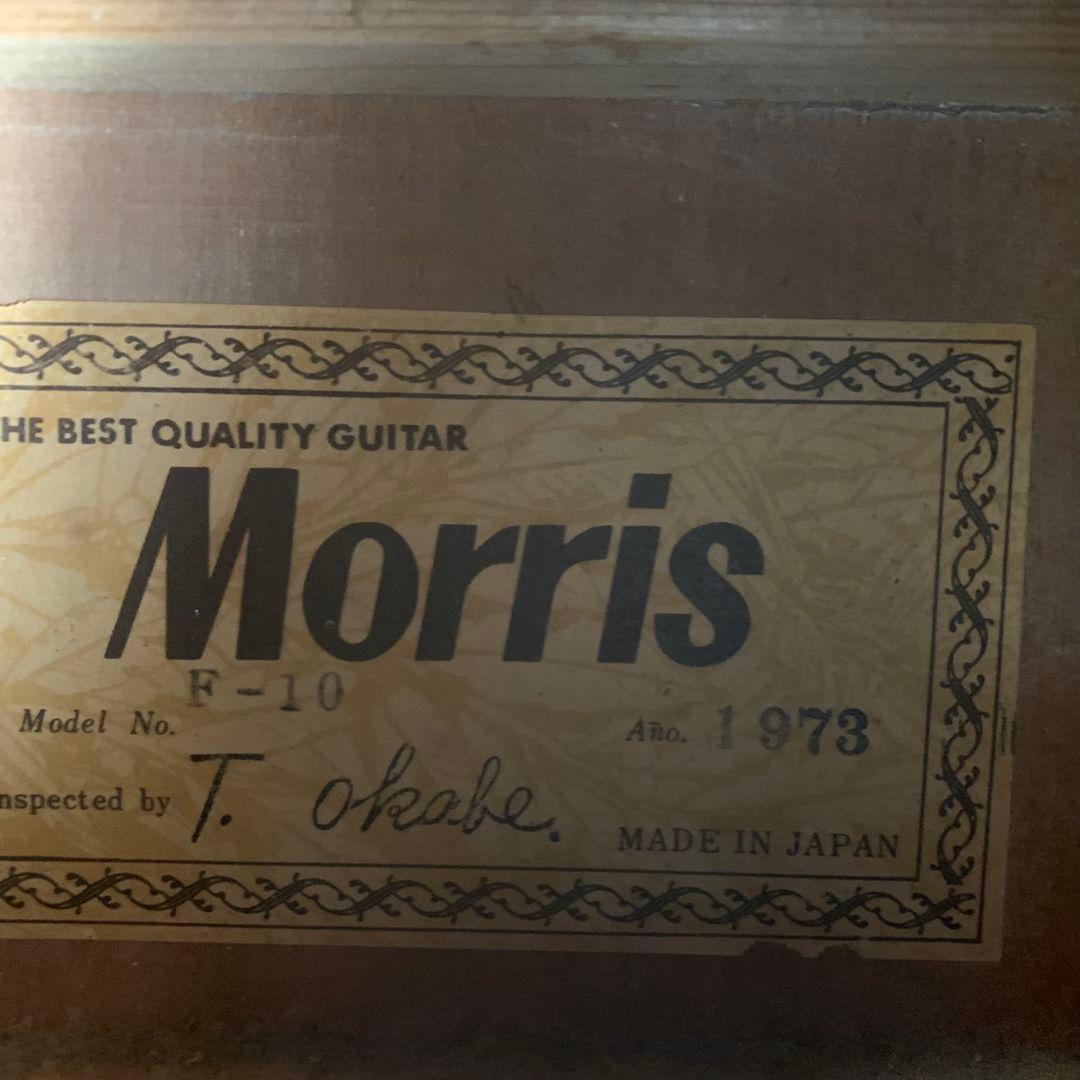 HE BEST QUALITY GUITAR
Morris
F-10
Model No.
Año. 1973
nspected by T. Okabe.
MADE IN JAPAN